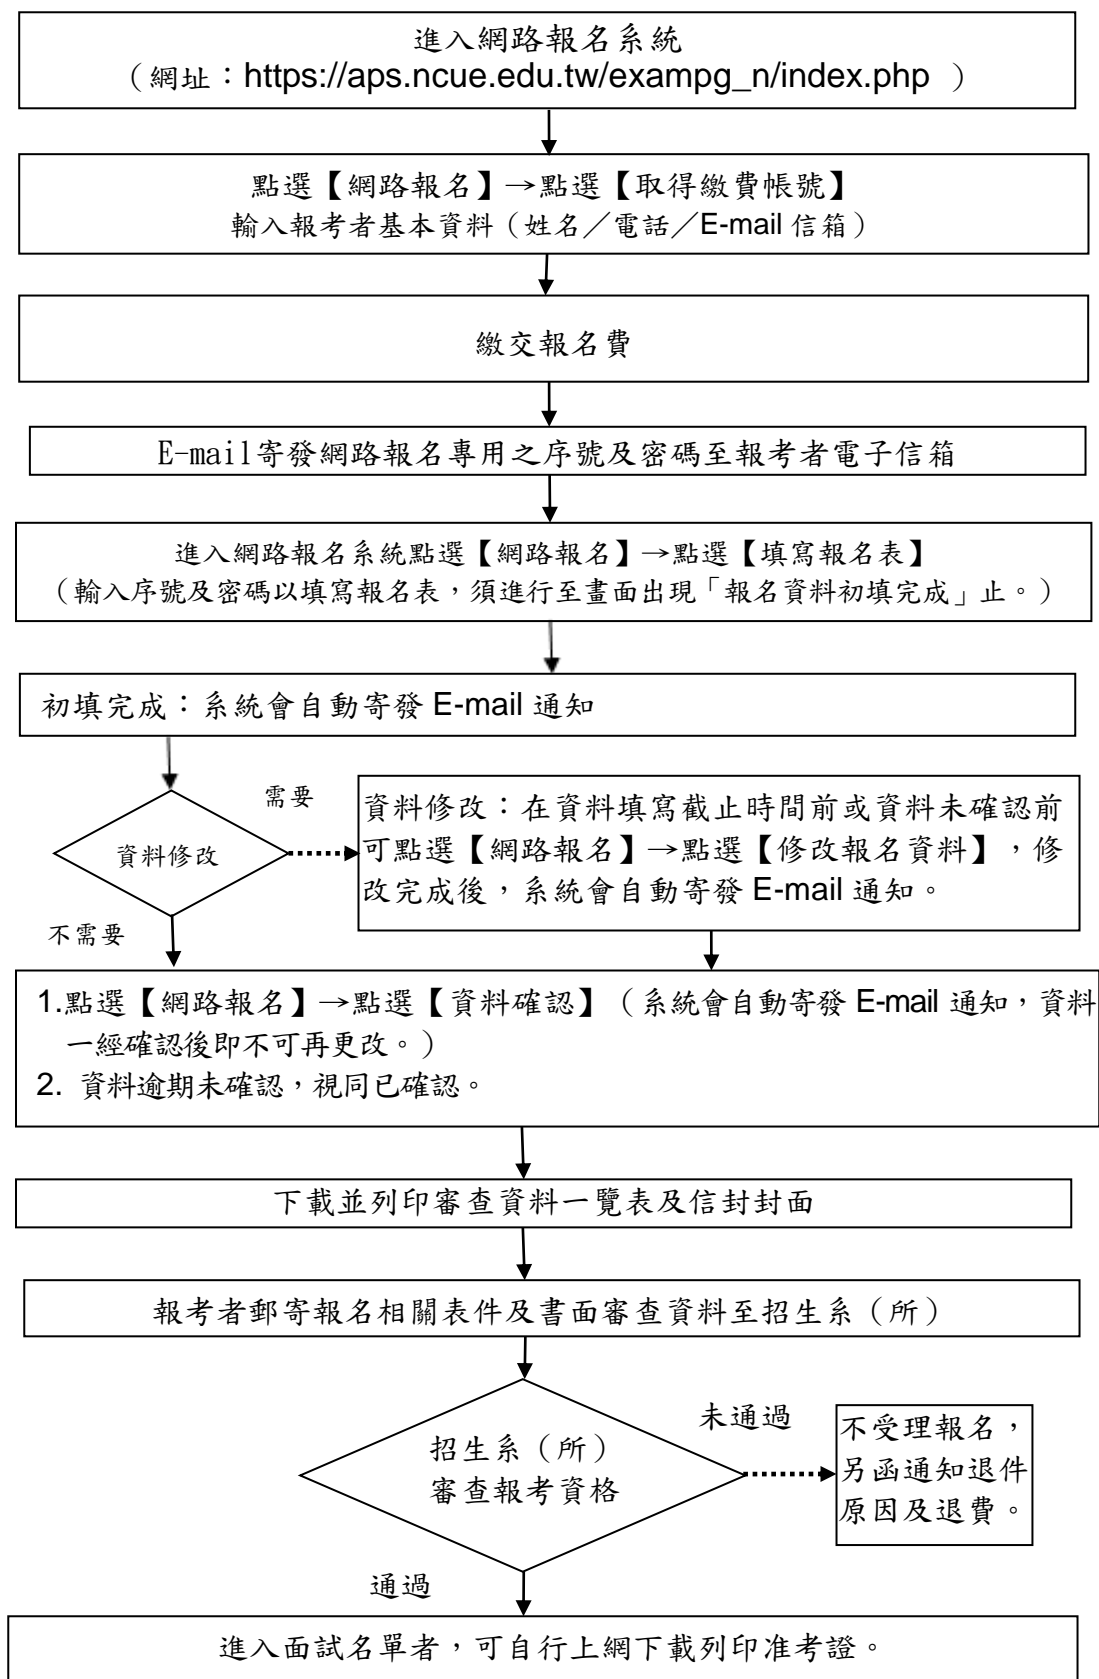 進入網路報名系統
（網址：https://aps.ncue.edu.tw/exampg_n/index.php ）
點選【網路報名】→點選【取得繳費帳號】
輸入報考者基本資料（姓名／電話／E-mail 信箱）
繳交報名費
E-mail寄發網路報名專用之序號及密碼至報考者電子信箱
進入網路報名系統點選【網路報名】→點選【填寫報名表】
（輸入序號及密碼以填寫報名表，須進行至畫面出現「報名資料初填完成」止。）
初填完成：系統會自動寄發 E-mail 通知
需要
資料修改
資料修改：在資料填寫截止時間前或資料未確認前
可點選【網路報名】→點選【修改報名資料】，修
改完成後，系統會自動寄發 E-mail 通知。
不需要
1.點選【網路報名】→點選【資料確認】（系統會自動寄發 E-mail 通知，資料
一經確認後即不可再更改。）
2. 資料逾期未確認，視同已確認。
下載並列印審查資料一覽表及信封封面
報考者郵寄報名相關表件及書面審查資料至招生系（所）
招生系（所）
審查報考資格
未通過
不受理報名，
另函通知退件
原因及退費。
通過
進入面試名單者，可自行上網下載列印准考證。